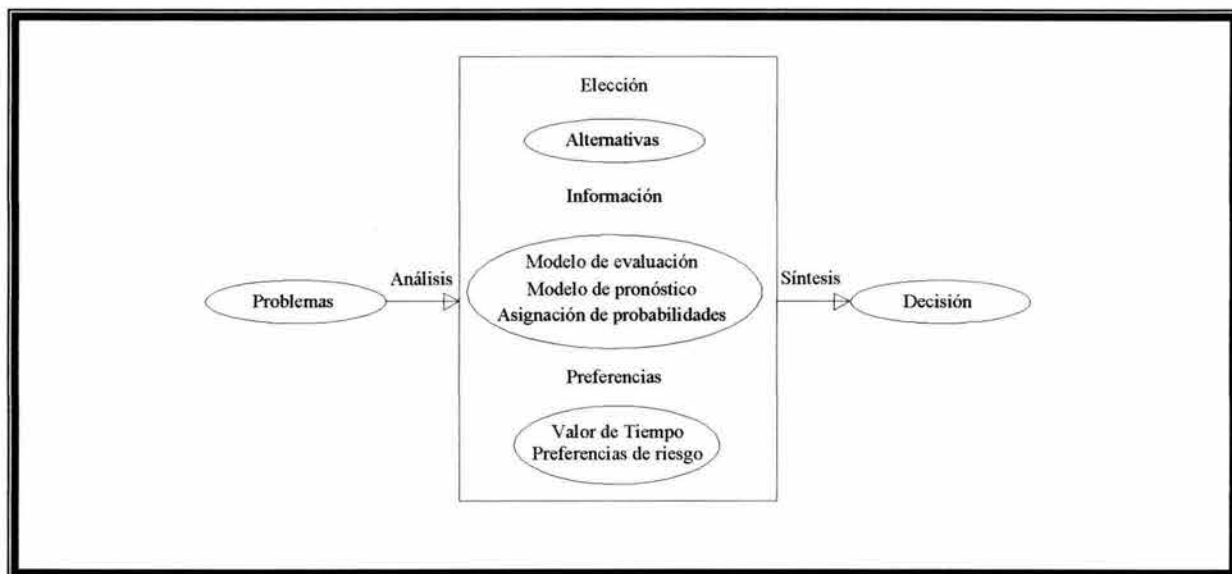 Elección
Alternativas
Información
Modelo de evaluación
Modelo de pronóstico
Asignación de probabilidades
Preferencias
Valor de Tiempo
Preferencias de riesgo
Problemas
Análisis
Síntesis
Decisión